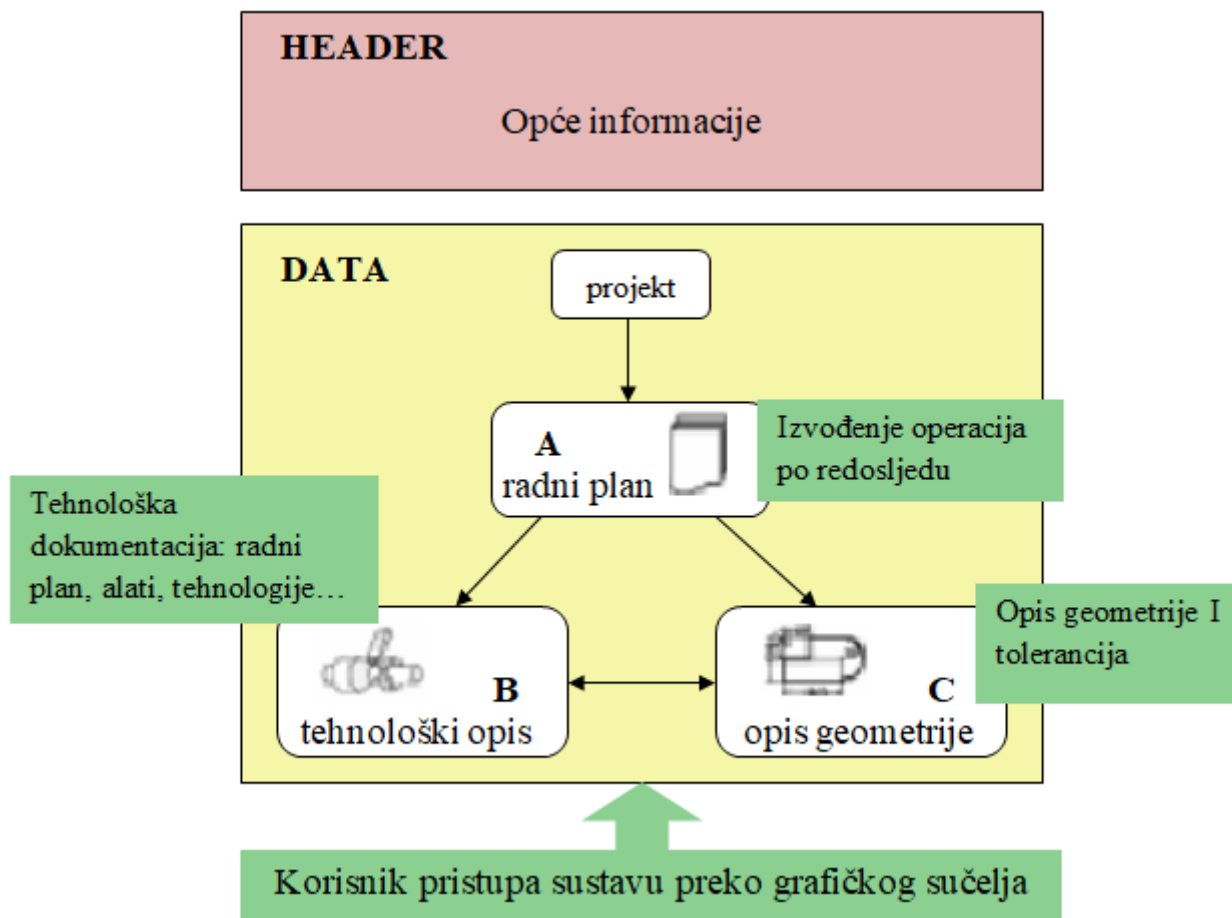 HEADER
Opće informacije
DATA
projekt
A
radni plan
Izvođenje operacija
po redosljedu
Tehnološka
dokumentacija: radni
plan, alati, tehnologije…
B
tehnološki opis
C
opis geometrije
Opis geometrije I
tolerancija
Korisnik pristupa sustavu preko grafičkog sučelja